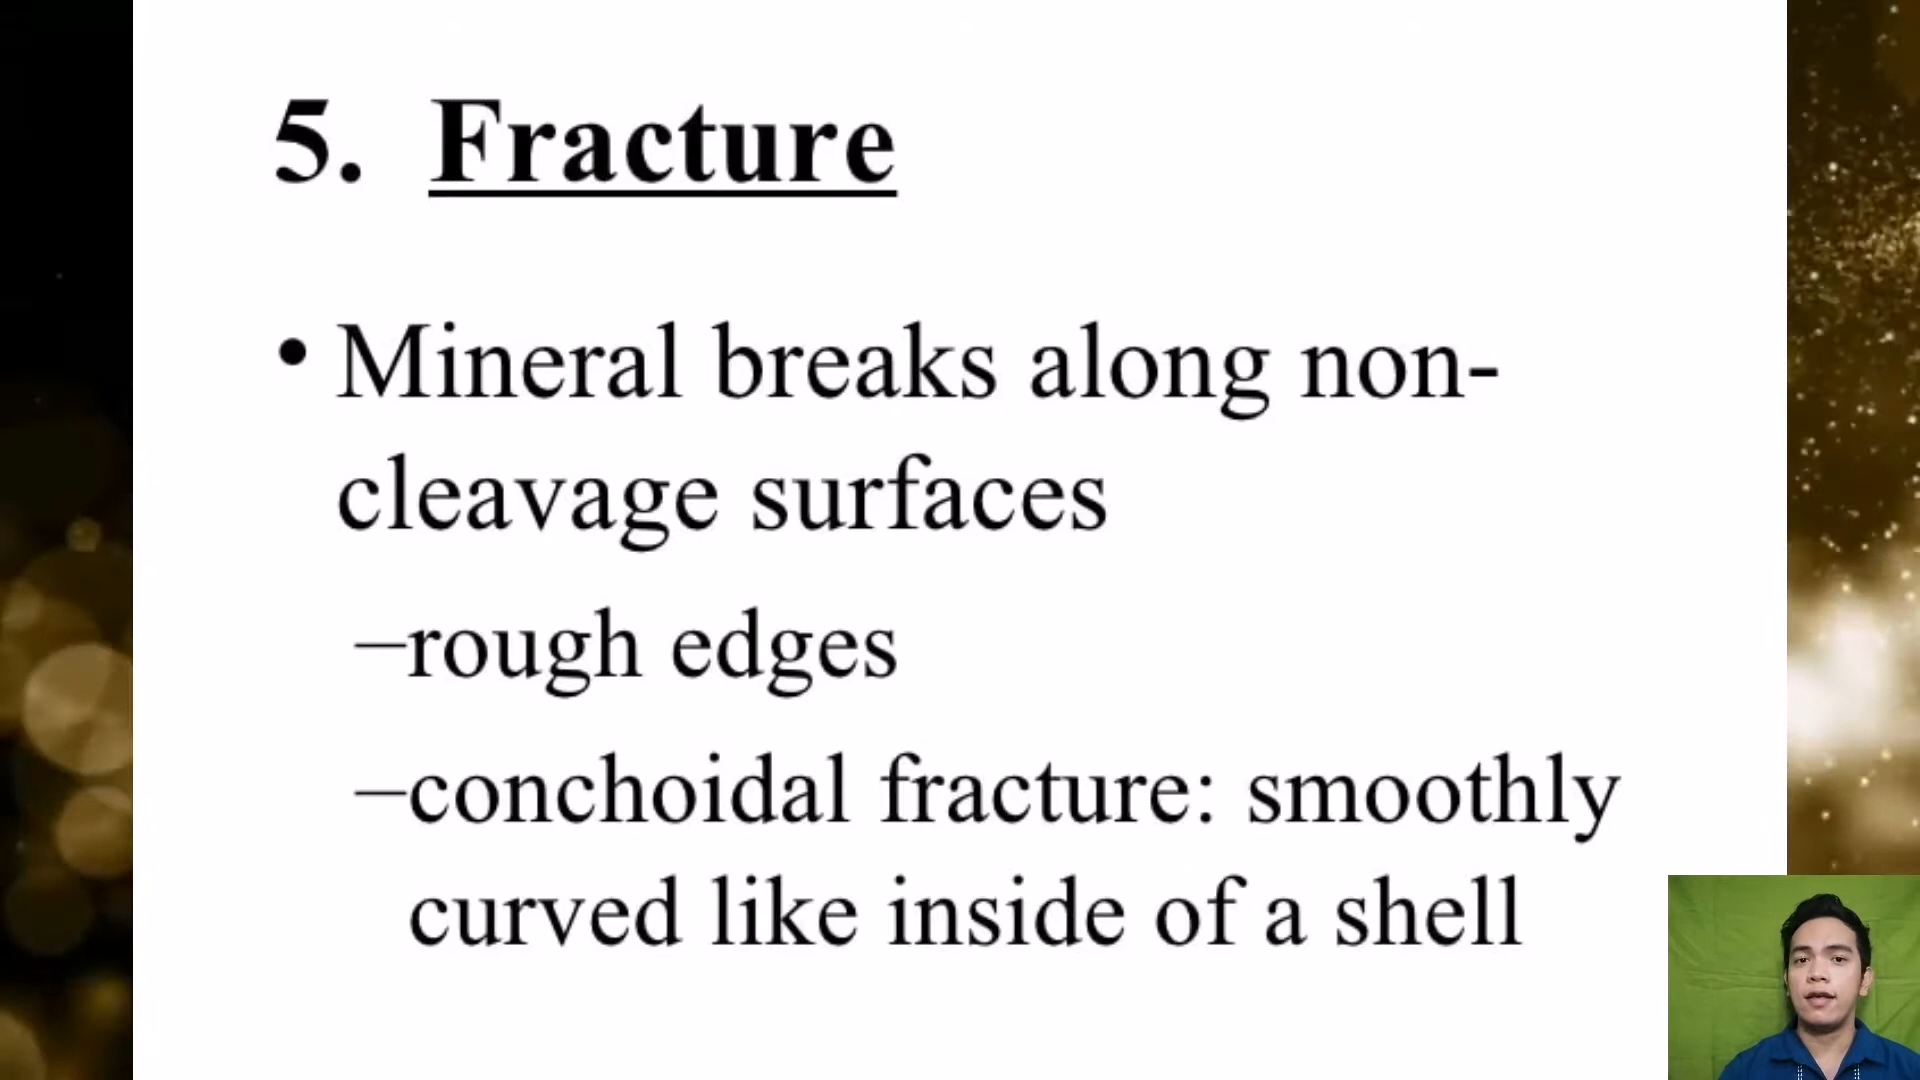 5. Fracture
• Mineral breaks along non-
cleavage surfaces
–rough edges
–conchoidal fracture: smoothly
curved like inside of a shell